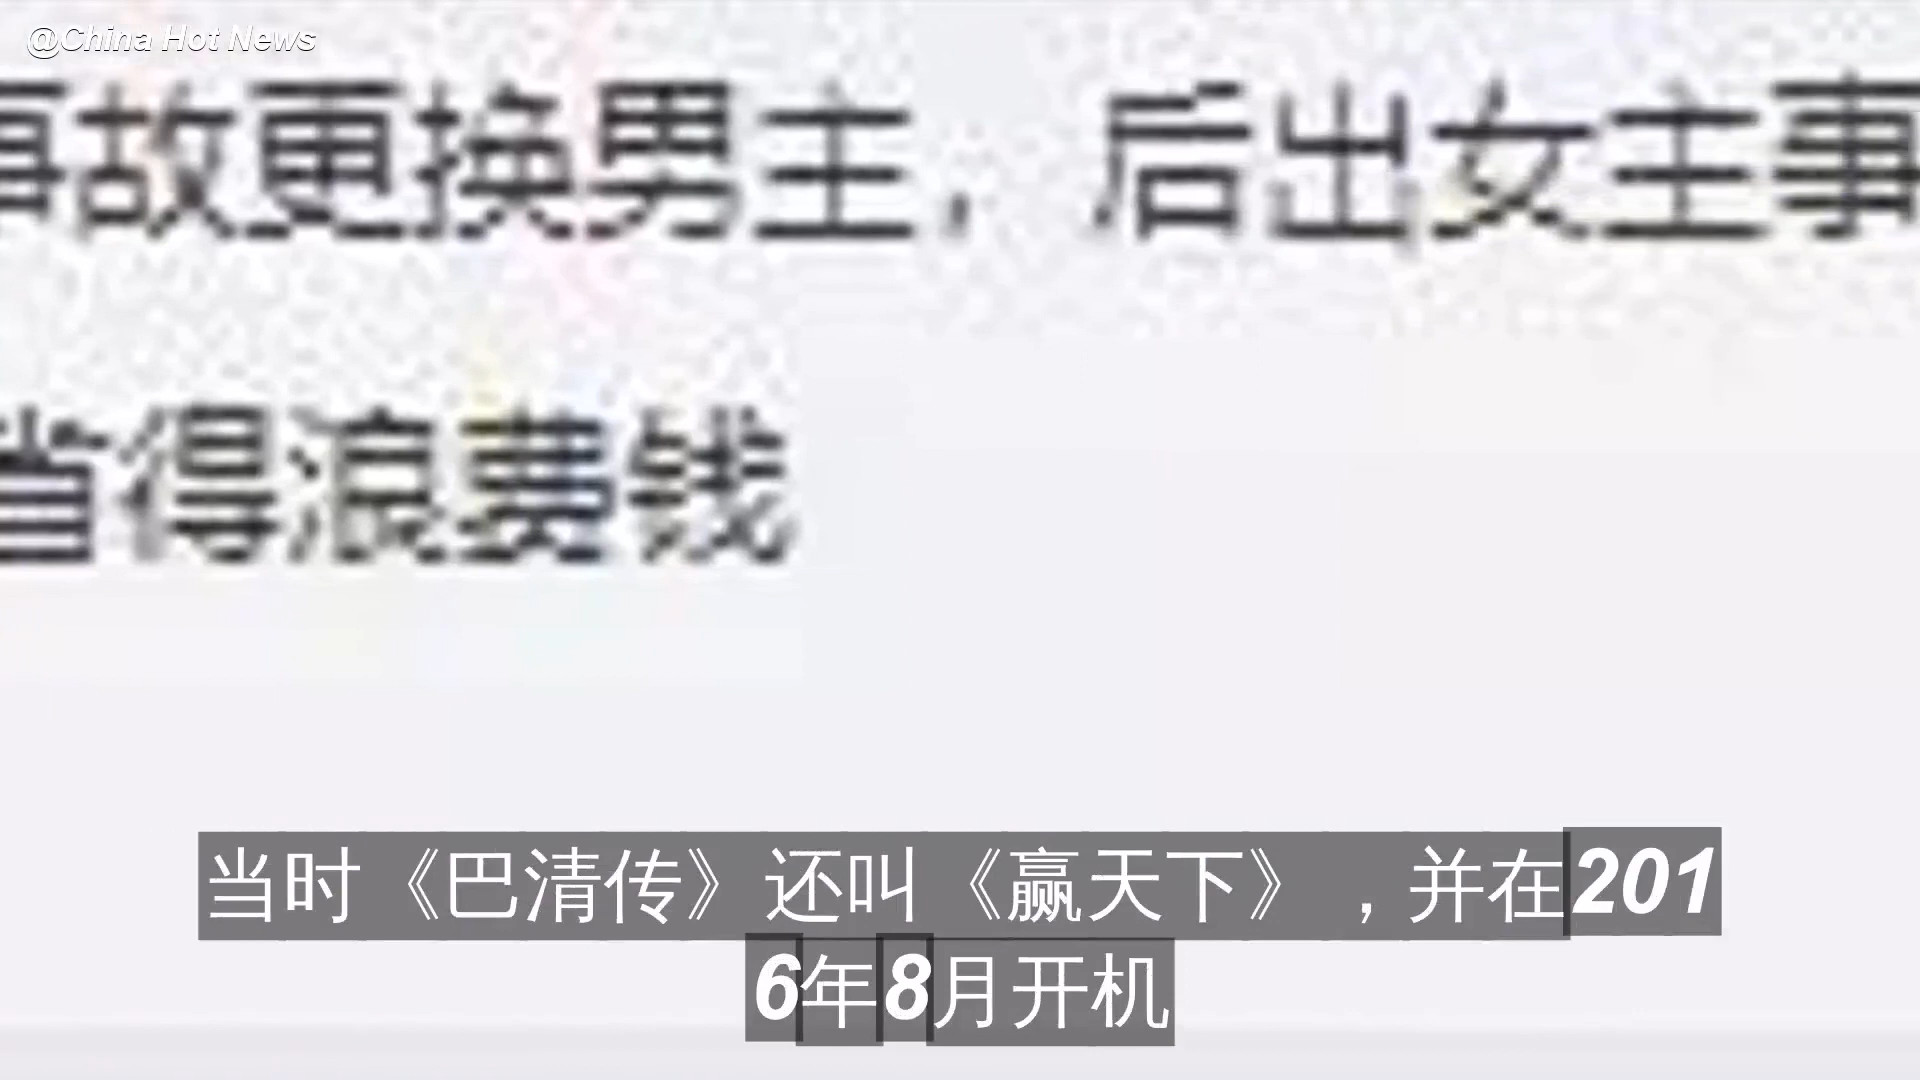 @China Hot News
事故更换男主，后出女主事
省得浪费钱
当时《巴清传》还叫《赢天下》，并在201
6年8月开机